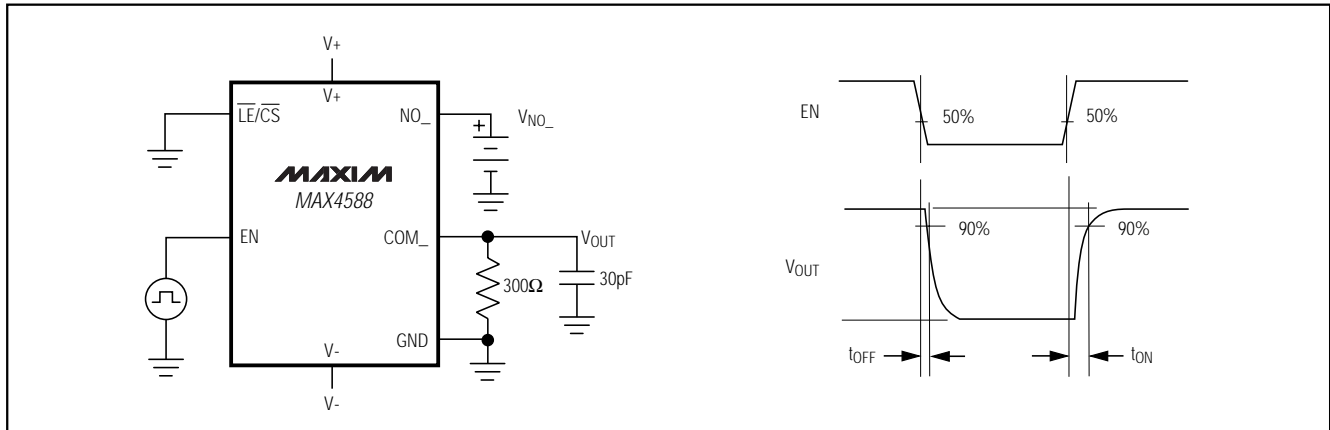 V+
V+
LE/CS
NO_
+
V_NO_
MAXIM
MAX4588
EN
COM_
V_OUT
300Ω
30pF
GND
V-
V-
EN
50%
50%
V_OUT
90%
90%
t_OFF
t_ON